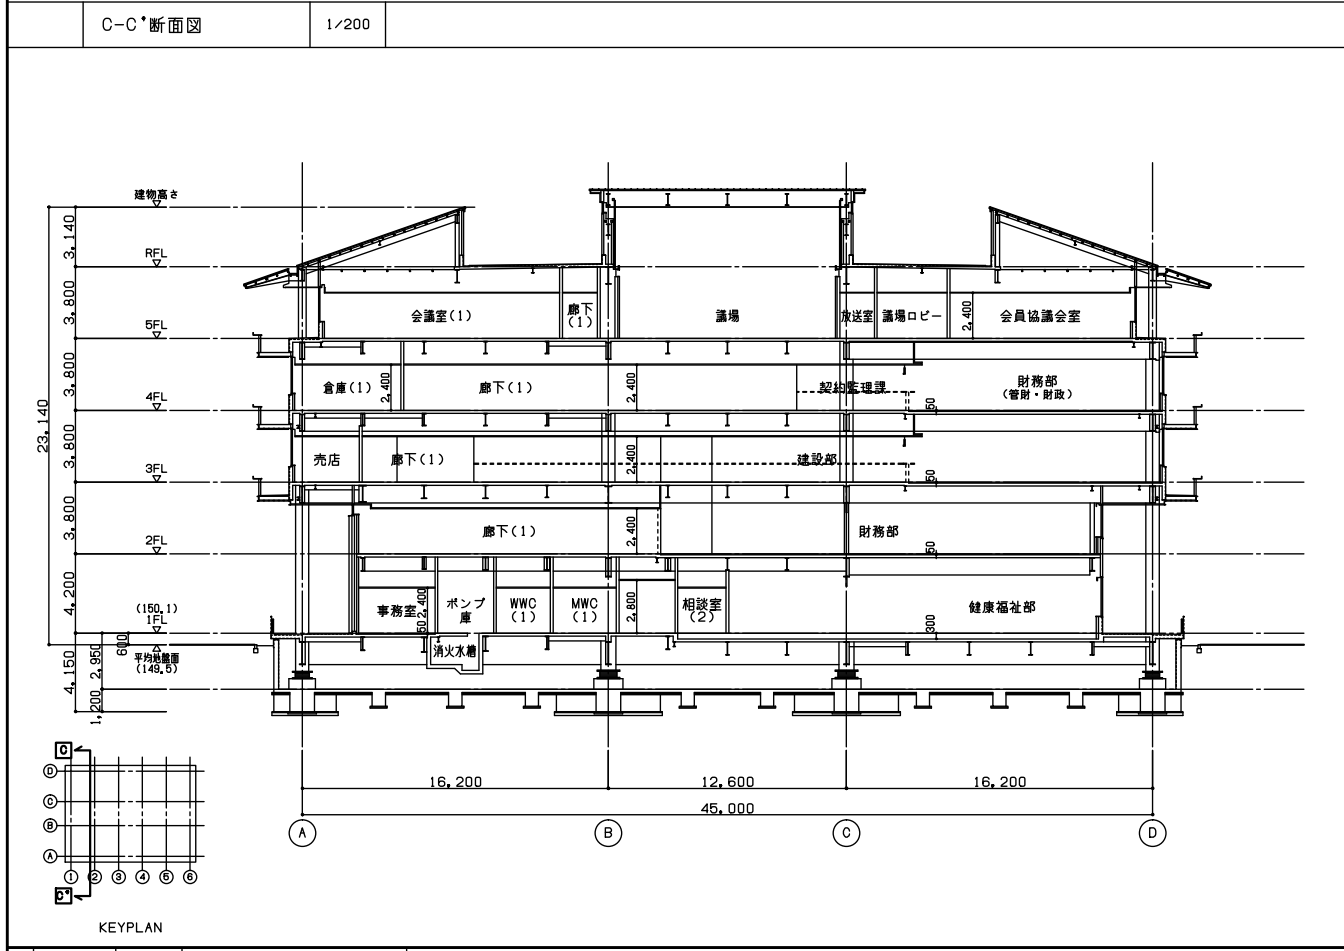 C-C'断面図
1/200
建物高さ
3,140
RFL
3,800
会議室(1)
廊下
(1)
議場
放送室
議場ロビー
2,400
会員協議会室
5FL
3,800
倉庫(1)
2,400
廊下(1)
2,400
契約監理課
50
財務部
(管財・財政)
4FL
23,140
3,800
売店
廊下(1)
2,400
建設部
50
3FL
3,800
廊下(1)
2,400
財務部
50
2FL
4,200
事務室
50
2,400
ポンプ
庫
WWC
(1)
MWC
(1)
2,800
相談室
(2)
300
健康福祉部
(150.1)
1FL
600
平均地盤面
(149.5)
消火水槽
4,150
2,950
1,200
16,200
12,600
16,200
45,000
A
B
C
D
C
D
C
B
A
1
2
3
4
5
6
C'
KEYPLAN